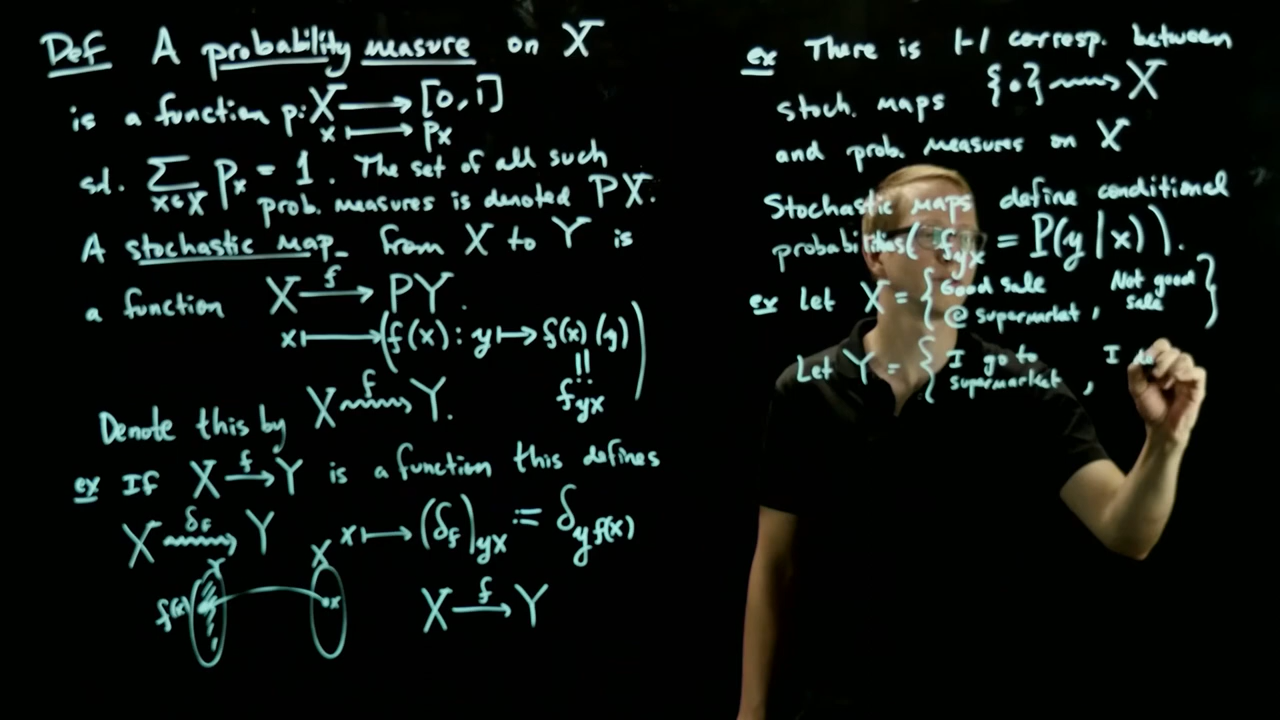 Def A probability measure on X
is a function p: X ⟶ [0,1]
x ⟼ Px
s.t. ∑ Px = 1. The set of all such
x∈X
prob. measures is denoted PX.
A stochastic map from X to Y is
a function X —f→ PY.
x ⟼ (f(x): y ⟼ f(x)(y))
||
fyx
Denote this by X ~f~> Y.
ex If X —f→ Y is a function this defines
X ~δf~> Y x ⟼ (δf)yx := δy f(x)
Y X
f(x) x X —f→ Y
ex There is 1-1 corresp. between
stoch. maps {•} ~~> X
and prob. measures on X
Stochastic maps define conditional
probabilities (fyx = P(y|x)).
ex Let X = { Good sale @ supermarket, Not good sale }
Let Y = { I go to supermarket, I